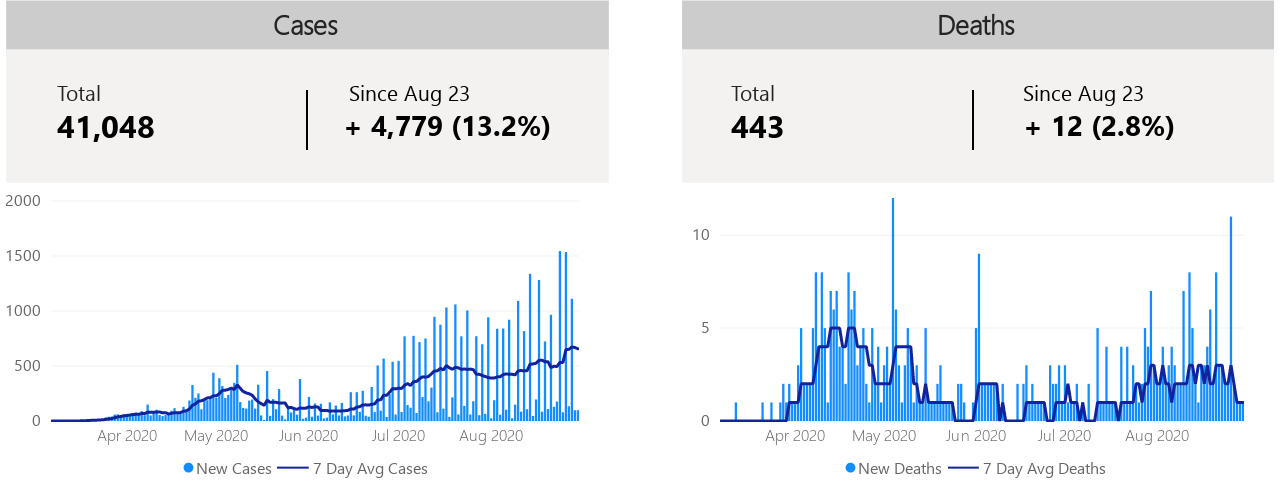 Cases
Total
Since Aug 23
41,048
+ 4,779 (13.2%)
2000
1500
1000
500
0
Apr 2020 May 2020 Jun 2020 Jul 2020 Aug 2020
New Cases 7 Day Avg Cases
Deaths
Total
Since Aug 23
443
+ 12 (2.8%)
10
5
0
Apr 2020 May 2020 Jun 2020 Jul 2020 Aug 2020
New Deaths 7 Day Avg Deaths